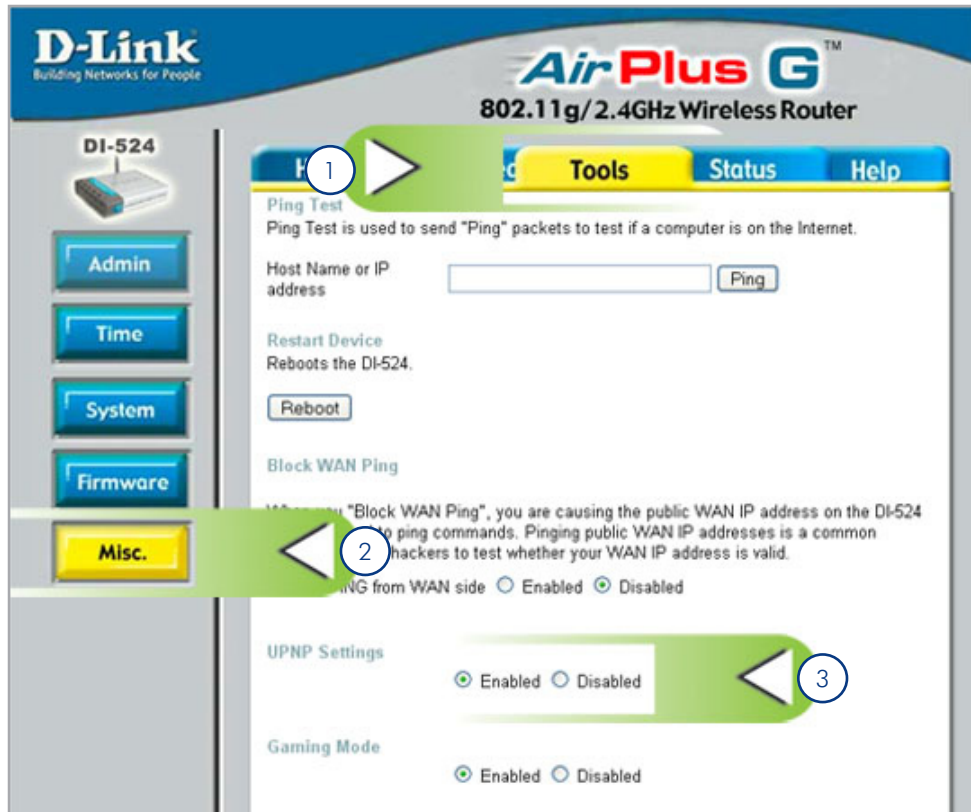 D-Link
Building Networks for People
Air Plus G™
802.11g/2.4GHz Wireless Router
DI-524
H
1
Tools
Status
Help
Admin
Time
System
Firmware
Misc.
Ping Test
Ping Test is used to send "Ping" packets to test if a computer is on the Internet.
Host Name or IP
address
Ping
Restart Device
Reboots the DI-524.
Reboot
Block WAN Ping
you "Block WAN Ping", you are causing the public WAN IP address on the DI-524
to ping commands. Pinging public WAN IP addresses is a common
2
hackers to test whether your WAN IP address is valid.
from WAN side Enabled Disabled
UPNP Settings
Enabled Disabled
3
Gaming Mode
Enabled Disabled